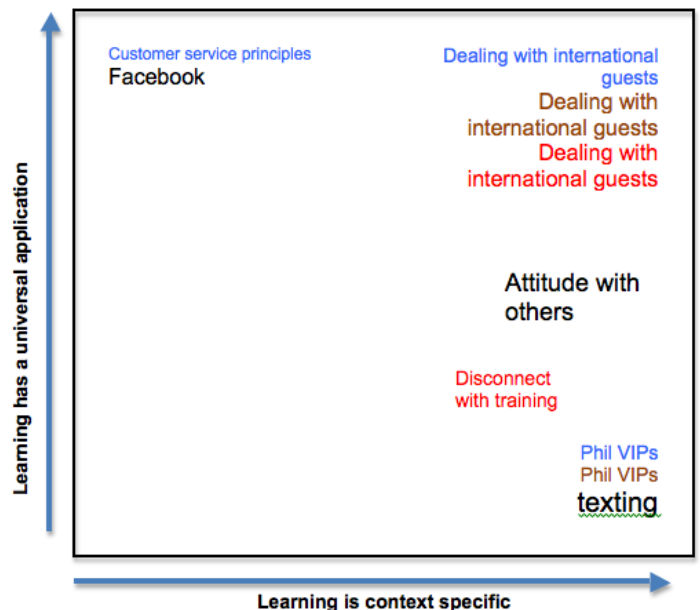 Learning has a universal application
Customer service principles
Facebook
Dealing with international
guests
Dealing with
international guests
Dealing with
international guests
Attitude with
others
Disconnect
with training
Phil VIPs
Phil VIPs
texting
Learning is context specific